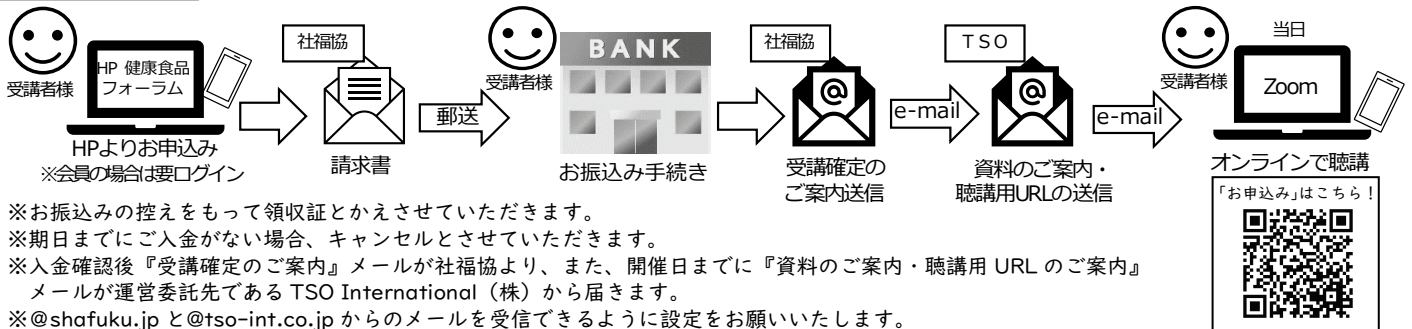 受講者様
HP 健康食品
フォーラム
HPよりお申込み
※会員の場合は要ログイン
社福協
請求書
郵送
受講者様
BANK
お振込み手続き
社福協
@
受講確定の
ご案内送信
e-mail
TSO
@
資料のご案内・
聴講用URLの送信
e-mail
受講者様
当日
Zoom
オンラインで聴講
「お申込み」はこちら！
※お振込みの控えをもって領収証とかえさせていただきます。
※期日までにご入金がない場合、キャンセルとさせていただきます。
※入金確認後『受講確定のご案内』メールが社福協より、また、開催日までに『資料のご案内・聴講用 URL のご案内』
メールが運営委託先である TSO International（株）から届きます。
※@shafuku.jp と@tso-int.co.jp からのメールを受信できるように設定をお願いいたします。